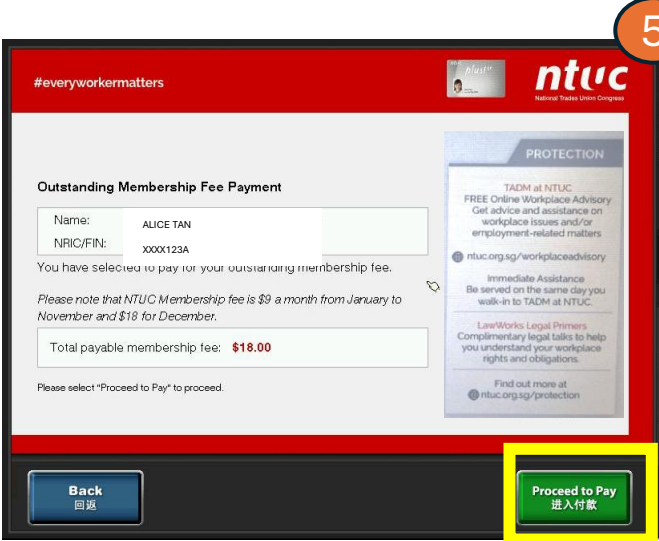 5
#everyworkermatters
ntuc
National Trades Union Congress
Outstanding Membership Fee Payment
Name: ALICE TAN
NRIC/FIN: XXXX123A
You have selected to pay for your outstanding membership fee.
Please note that NTUC Membership fee is $9 a month from January to
November and $18 for December.
Total payable membership fee: $18.00
Please select "Proceed to Pay" to proceed.
PROTECTION
TADM at NTUC
FREE Online Workplace Advisory
Get advice and assistance on
workplace issues and/or
employment-related matters
ntuc.org.sg/workplaceadvisory
Immediate Assistance
Be served on the same day you
walk-in to TADM at NTUC.
LawWorks Legal Primers
Complimentary legal talks to help
you understand your workplace
rights and obligations.
Find out more at
ntuc.org.sg/protection
Back
回返
Proceed to Pay
进入付款